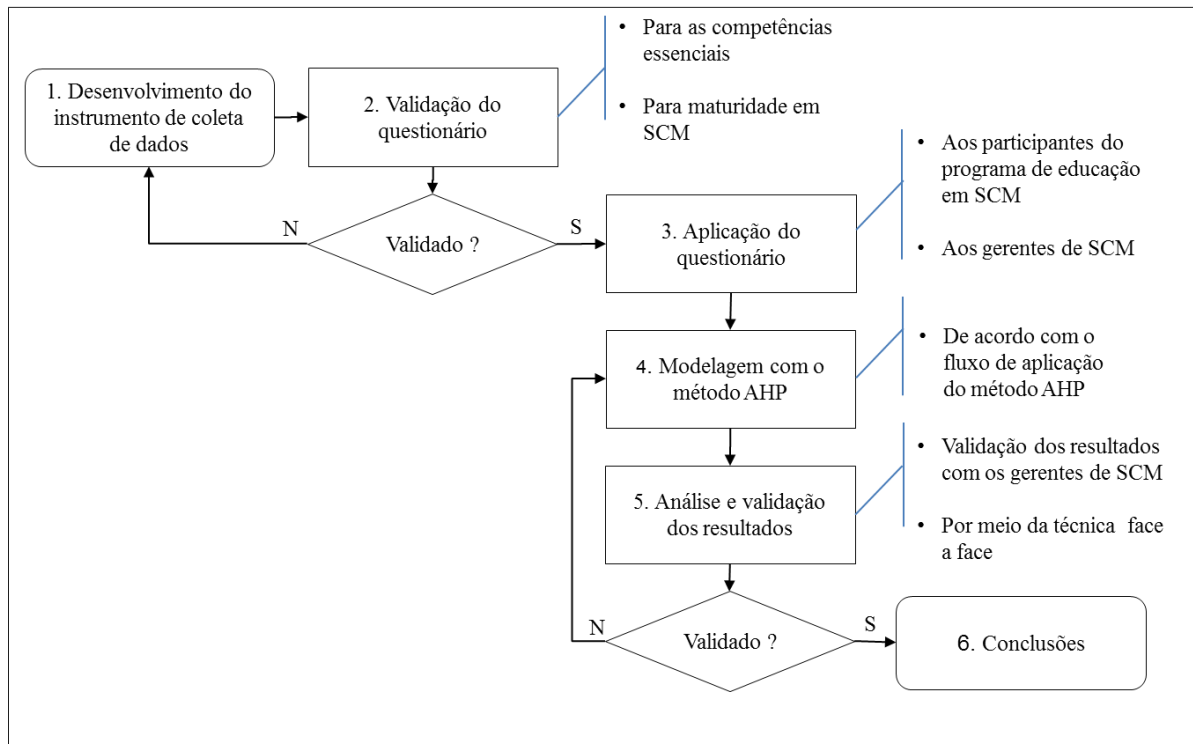 1. Desenvolvimento do
instrumento de coleta
de dados
2. Validação do
questionário
• Para as competências
essenciais
• Para maturidade em
SCM
Validado ?
N
S
3. Aplicação do
questionário
• Aos participantes do
programa de educação
em SCM
• Aos gerentes de SCM
4. Modelagem com o
método AHP
• De acordo com o
fluxo de aplicação
do método AHP
5. Análise e validação
dos resultados
• Validação dos resultados
com os gerentes de SCM
• Por meio da técnica face
a face
Validado ?
N
S
6. Conclusões